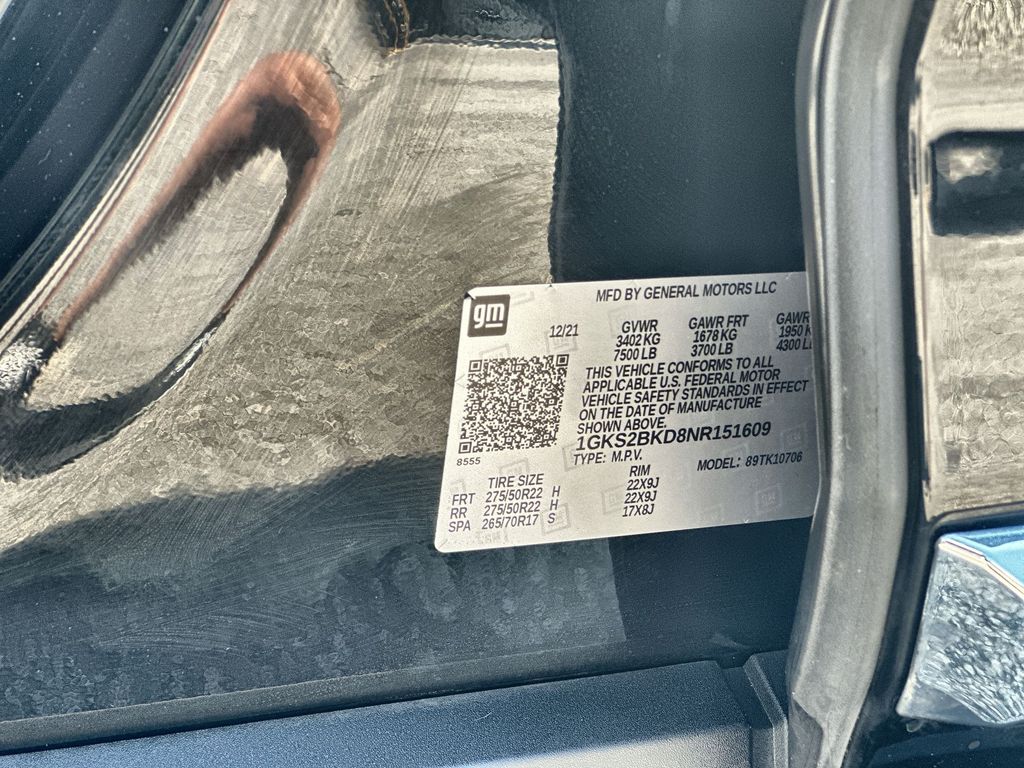 gm
MFD BY GENERAL MOTORS LLC
12/21
GVWR GAWR FRT GAWR
3402 KG 1678 KG 1950 K
7500 LB 3700 LB 4300 L
THIS VEHICLE CONFORMS TO ALL
APPLICABLE U.S. FEDERAL MOTOR
VEHICLE SAFETY STANDARDS IN EFFECT
ON THE DATE OF MANUFACTURE
SHOWN ABOVE.
1GKS2BKD8NR151609
8555
TYPE: M.P.V. MODEL: 89TK10706
TIRE SIZE RIM
FRT 275/50R22 H 22X9J
RR 275/50R22 H 22X9J
SPA 265/70R17 S 17X8J